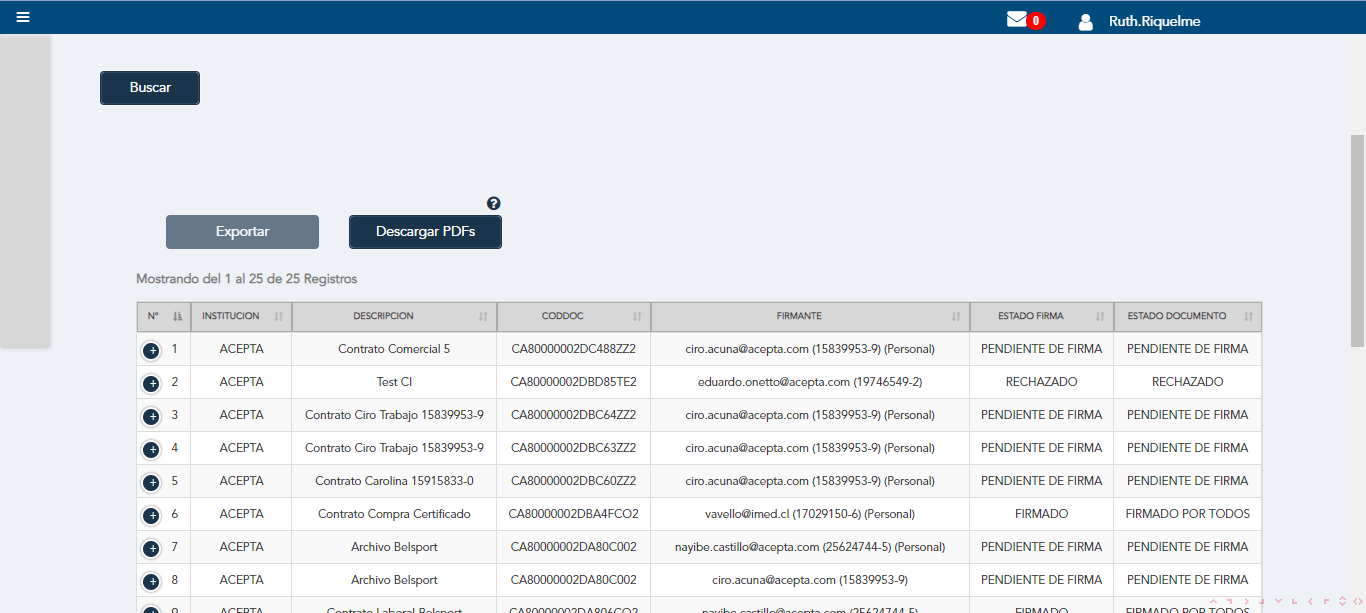 0 Ruth.Riquelme
Buscar
Exportar Descargar PDFs
Mostrando del 1 al 25 de 25 Registros
N° INSTITUCION DESCRIPCION CODDOC FIRMANTE ESTADO FIRMA ESTADO DOCUMENTO
1 ACEPTA Contrato Comercial 5 CA80000002DC488ZZ2 ciro.acuna@acepta.com (15839953-9) (Personal) PENDIENTE DE FIRMA PENDIENTE DE FIRMA
2 ACEPTA Test CI CA80000002DBD85TE2 eduardo.onetto@acepta.com (19746549-2) RECHAZADO RECHAZADO
3 ACEPTA Contrato Ciro Trabajo 15839953-9 CA80000002DBC64ZZ2 ciro.acuna@acepta.com (15839953-9) (Personal) PENDIENTE DE FIRMA PENDIENTE DE FIRMA
4 ACEPTA Contrato Ciro Trabajo 15839953-9 CA80000002DBC63ZZ2 ciro.acuna@acepta.com (15839953-9) (Personal) PENDIENTE DE FIRMA PENDIENTE DE FIRMA
5 ACEPTA Contrato Carolina 15915833-0 CA80000002DBC60ZZ2 ciro.acuna@acepta.com (15839953-9) (Personal) PENDIENTE DE FIRMA PENDIENTE DE FIRMA
6 ACEPTA Contrato Compra Certificado CA80000002DBA4FCO2 vavello@imed.cl (17029150-6) (Personal) FIRMADO FIRMADO POR TODOS
7 ACEPTA Archivo Belsport CA80000002DA80C002 nayibe.castillo@acepta.com (25624744-5) (Personal) PENDIENTE DE FIRMA PENDIENTE DE FIRMA
8 ACEPTA Archivo Belsport CA80000002DA80C002 ciro.acuna@acepta.com (15839953-9) PENDIENTE DE FIRMA PENDIENTE DE FIRMA
9 ACEPTA Contrato Laboral Belsport nayibe.castillo@acepta.com (25624744-5) FIRMADO FIRMADO POR TODOS